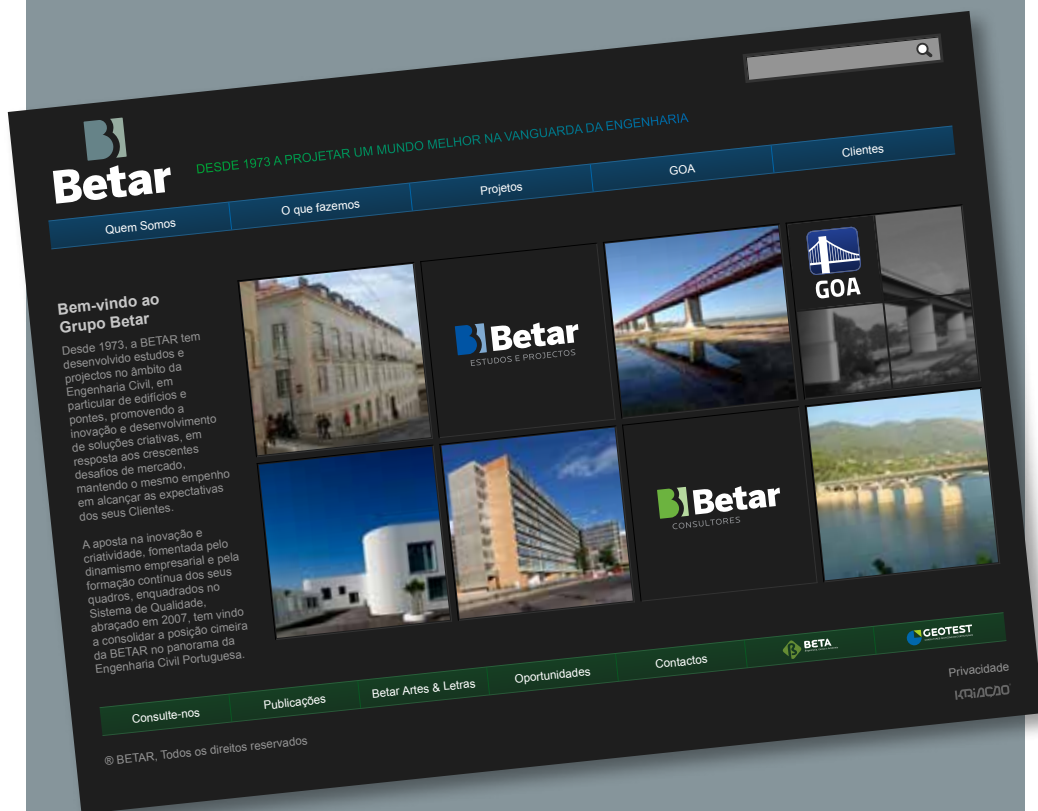 Betar
DESDE 1973 A PROJETAR UM MUNDO MELHOR NA VANGUARDA DA ENGENHARIA
Quem Somos
O que fazemos
Projetos
GOA
Clientes
Bem-vindo ao
Grupo Betar
Desde 1973, a BETAR tem
desenvolvido estudos e
projectos no âmbito da
Engenharia Civil, em
particular de edifícios e
pontes, promovendo a
inovação e desenvolvimento
de soluções criativas, em
resposta aos crescentes
desafios de mercado,
mantendo o mesmo empenho
em alcançar as expectativas
dos seus Clientes.
A aposta na inovação e
criatividade, fomentada pelo
dinamismo empresarial e pela
formação contínua dos seus
quadros, enquadrados no
Sistema de Qualidade,
abraçado em 2007, tem vindo
a consolidar a posição cimeira
da BETAR no panorama da
Engenharia Civil Portuguesa.
Betar
ESTUDOS E PROJECTOS
GOA
Betar
CONSULTORES
Consulte-nos
Publicações
Betar Artes & Letras
Oportunidades
Contactos
BETA
GEOTEST
Privacidade
KRIAÇÃO
® BETAR, Todos os direitos reservados